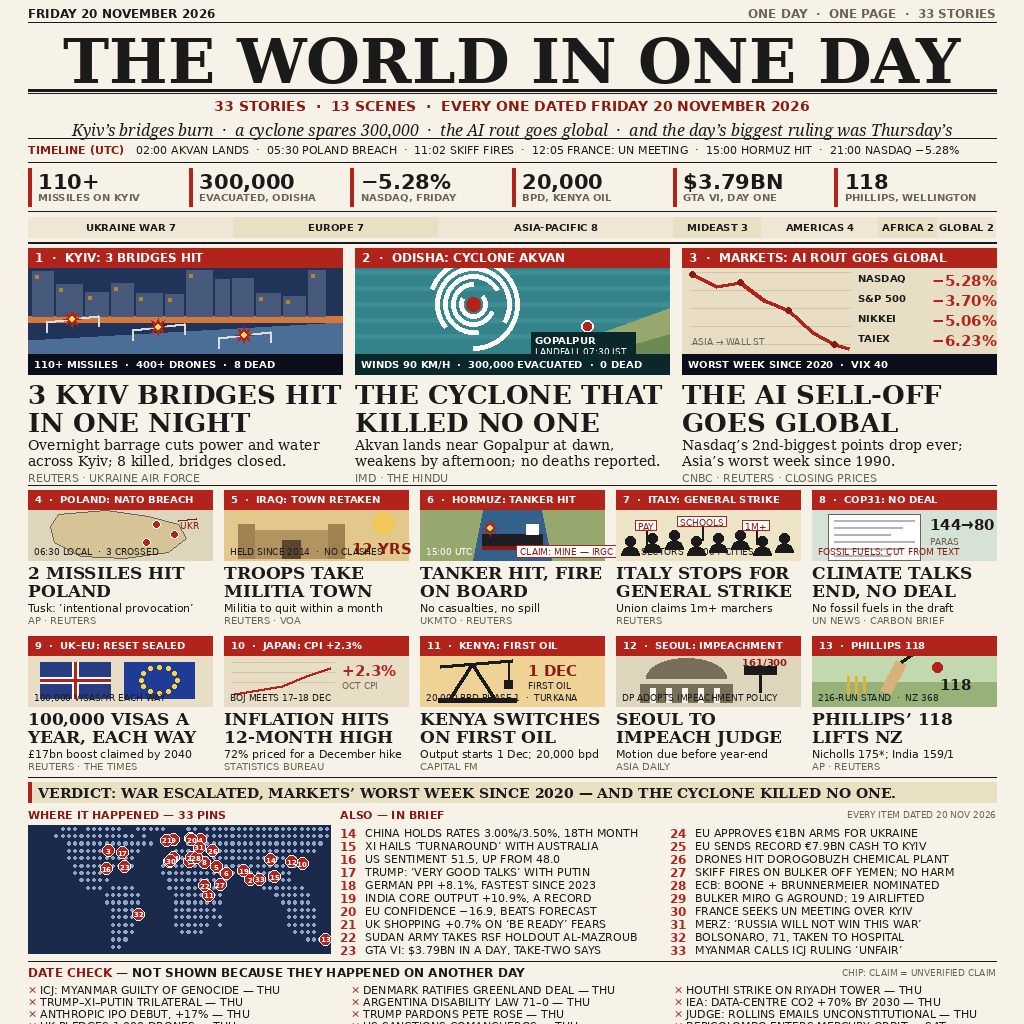 FRIDAY 20 NOVEMBER 2026
ONE DAY · ONE PAGE · 33 STORIES
THE WORLD IN ONE DAY
33 STORIES · 13 SCENES · EVERY ONE DATED FRIDAY 20 NOVEMBER 2026
Kyiv’s bridges burn · a cyclone spares 300,000 · the AI rout goes global · and the day’s biggest ruling was Thursday’s
TIMELINE (UTC) 02:00 AKVAN LANDS · 05:30 POLAND BREACH · 11:02 SKIFF FIRES · 12:05 FRANCE: UN MEETING · 15:00 HORMUZ HIT · 21:00 NASDAQ −5.28%
110+
MISSILES ON KYIV
300,000
EVACUATED, ODISHA
−5.28%
NASDAQ, FRIDAY
20,000
BPD, KENYA OIL
$3.79BN
GTA VI, DAY ONE
118
PHILLIPS, WELLINGTON
UKRAINE WAR 7
EUROPE 7
ASIA-PACIFIC 8
MIDEAST 3
AMERICAS 4
AFRICA 2
GLOBAL 2
1 · KYIV: 3 BRIDGES HIT
110+ MISSILES · 400+ DRONES · 8 DEAD
3 KYIV BRIDGES HIT
IN ONE NIGHT
Overnight barrage cuts power and water
across Kyiv; 8 killed, bridges closed.
REUTERS · UKRAINE AIR FORCE
2 · ODISHA: CYCLONE AKVAN
GOPALPUR
LANDFALL 07:30 IST
WINDS 90 KM/H · 300,000 EVACUATED · 0 DEAD
THE CYCLONE THAT
KILLED NO ONE
Akvan lands near Gopalpur at dawn,
weakens by afternoon; no deaths reported.
IMD · THE HINDU
3 · MARKETS: AI ROUT GOES GLOBAL
NASDAQ −5.28%
S&P 500 −3.70%
NIKKEI −5.06%
TAIEX −6.23%
ASIA → WALL ST
WORST WEEK SINCE 2020 · VIX 40
THE AI SELL-OFF
GOES GLOBAL
Nasdaq’s 2nd-biggest points drop ever;
Asia’s worst week since 1990.
CNBC · REUTERS · CLOSING PRICES
4 · POLAND: NATO BREACH
UKR
06:30 LOCAL · 3 CROSSED
2 MISSILES HIT
POLAND
Tusk: ‘intentional provocation’
AP · REUTERS
5 · IRAQ: TOWN RETAKEN
12 YRS
HELD SINCE 2014 · NO CLASHES
TROOPS TAKE
MILITIA TOWN
Militia to quit within a month
REUTERS · VOA
6 · HORMUZ: TANKER HIT
15:00 UTC
CLAIM: MINE — IRGC
TANKER HIT, FIRE
ON BOARD
No casualties, no spill
UKMTO · REUTERS
7 · ITALY: GENERAL STRIKE
PAY
SCHOOLS
1M+
ITALY STOPS FOR
GENERAL STRIKE
Union claims 1m+ marchers
REUTERS
8 · COP31: NO DEAL
144→80
PARAS
FOSSIL FUELS: CUT FROM TEXT
CLIMATE TALKS
END, NO DEAL
No fossil fuels in the draft
UN NEWS · CARBON BRIEF
9 · UK–EU: RESET SEALED
100,000 VISAS/YR EACH WAY
100,000 VISAS A
YEAR, EACH WAY
£17bn boost claimed by 2040
REUTERS · THE TIMES
10 · JAPAN: CPI +2.3%
+2.3%
OCT CPI
BOJ MEETS 17–18 DEC
INFLATION HITS
12-MONTH HIGH
72% priced for a December hike
STATISTICS BUREAU
11 · KENYA: FIRST OIL
1 DEC
FIRST OIL
20,000 BPD PHASE 1 · TURKANA
KENYA SWITCHES
ON FIRST OIL
Output starts 1 Dec; 20,000 bpd
CAPITAL FM
12 · SEOUL: IMPEACHMENT
161/300
DP ADOPTS IMPEACHMENT POLICY
SEOUL TO
IMPEACH JUDGE
Motion due before year-end
ASIA DAILY
13 · PHILLIPS 118
118
216-RUN STAND · NZ 368
PHILLIPS’ 118
LIFTS NZ
Nicholls 175*; India 159/1
AP · REUTERS
VERDICT: WAR ESCALATED, MARKETS’ WORST WEEK SINCE 2020 — AND THE CYCLONE KILLED NO ONE.
WHERE IT HAPPENED — 33 PINS
ALSO — IN BRIEF
EVERY ITEM DATED 20 NOV 2026
14 CHINA HOLDS RATES 3.00%/3.50%, 18TH MONTH
15 XI HAILS ‘TURNAROUND’ WITH AUSTRALIA
16 US SENTIMENT 51.5, UP FROM 48.0
17 TRUMP: ‘VERY GOOD TALKS’ WITH PUTIN
18 GERMAN PPI +8.1%, FASTEST SINCE 2023
19 INDIA CORE OUTPUT +10.9%, A RECORD
20 EU CONFIDENCE −16.9, BEATS FORECAST
21 UK SHOPPING +0.7% ON ‘BE READY’ FEARS
22 SUDAN ARMY TAKES RSF HOLDOUT AL-MAZROUB
23 GTA VI: $3.79BN IN A DAY, TAKE-TWO SAYS
24 EU APPROVES €1BN ARMS FOR UKRAINE
25 EU SENDS RECORD €7.9BN CASH TO KYIV
26 DRONES HIT DOROGOBUZH CHEMICAL PLANT
27 SKIFF FIRES ON BULKER OFF YEMEN; NO HARM
28 ECB: BOONE + BRUNNERMEIER NOMINATED
29 BULKER MIRO G AGROUND; 19 AIRLIFTED
30 FRANCE SEEKS UN MEETING OVER KYIV
31 MERZ: ‘RUSSIA WILL NOT WIN THIS WAR’
32 BOLSONARO, 71, TAKEN TO HOSPITAL
33 MYANMAR CALLS ICJ RULING ‘UNFAIR’
DATE CHECK — NOT SHOWN BECAUSE THEY HAPPENED ON ANOTHER DAY
CHIP: CLAIM = UNVERIFIED CLAIM
× ICJ: MYANMAR GUILTY OF GENOCIDE — THU
× TRUMP–XI–PUTIN TRILATERAL — THU
× ANTHROPIC IPO DEBUT, +17% — THU
× DENMARK RATIFIES GREENLAND DEAL — THU
× ARGENTINA DISABILITY LAW 71–0 — THU
× TRUMP PARDONS PETE ROSE — THU
× HOUTHI STRIKE ON RIYADH TOWER — THU
× IEA: DATA-CENTRE CO2 +70% BY 2030 — THU
× JUDGE: ROLLINS EMAILS UNCONSTITUTIONAL — THU